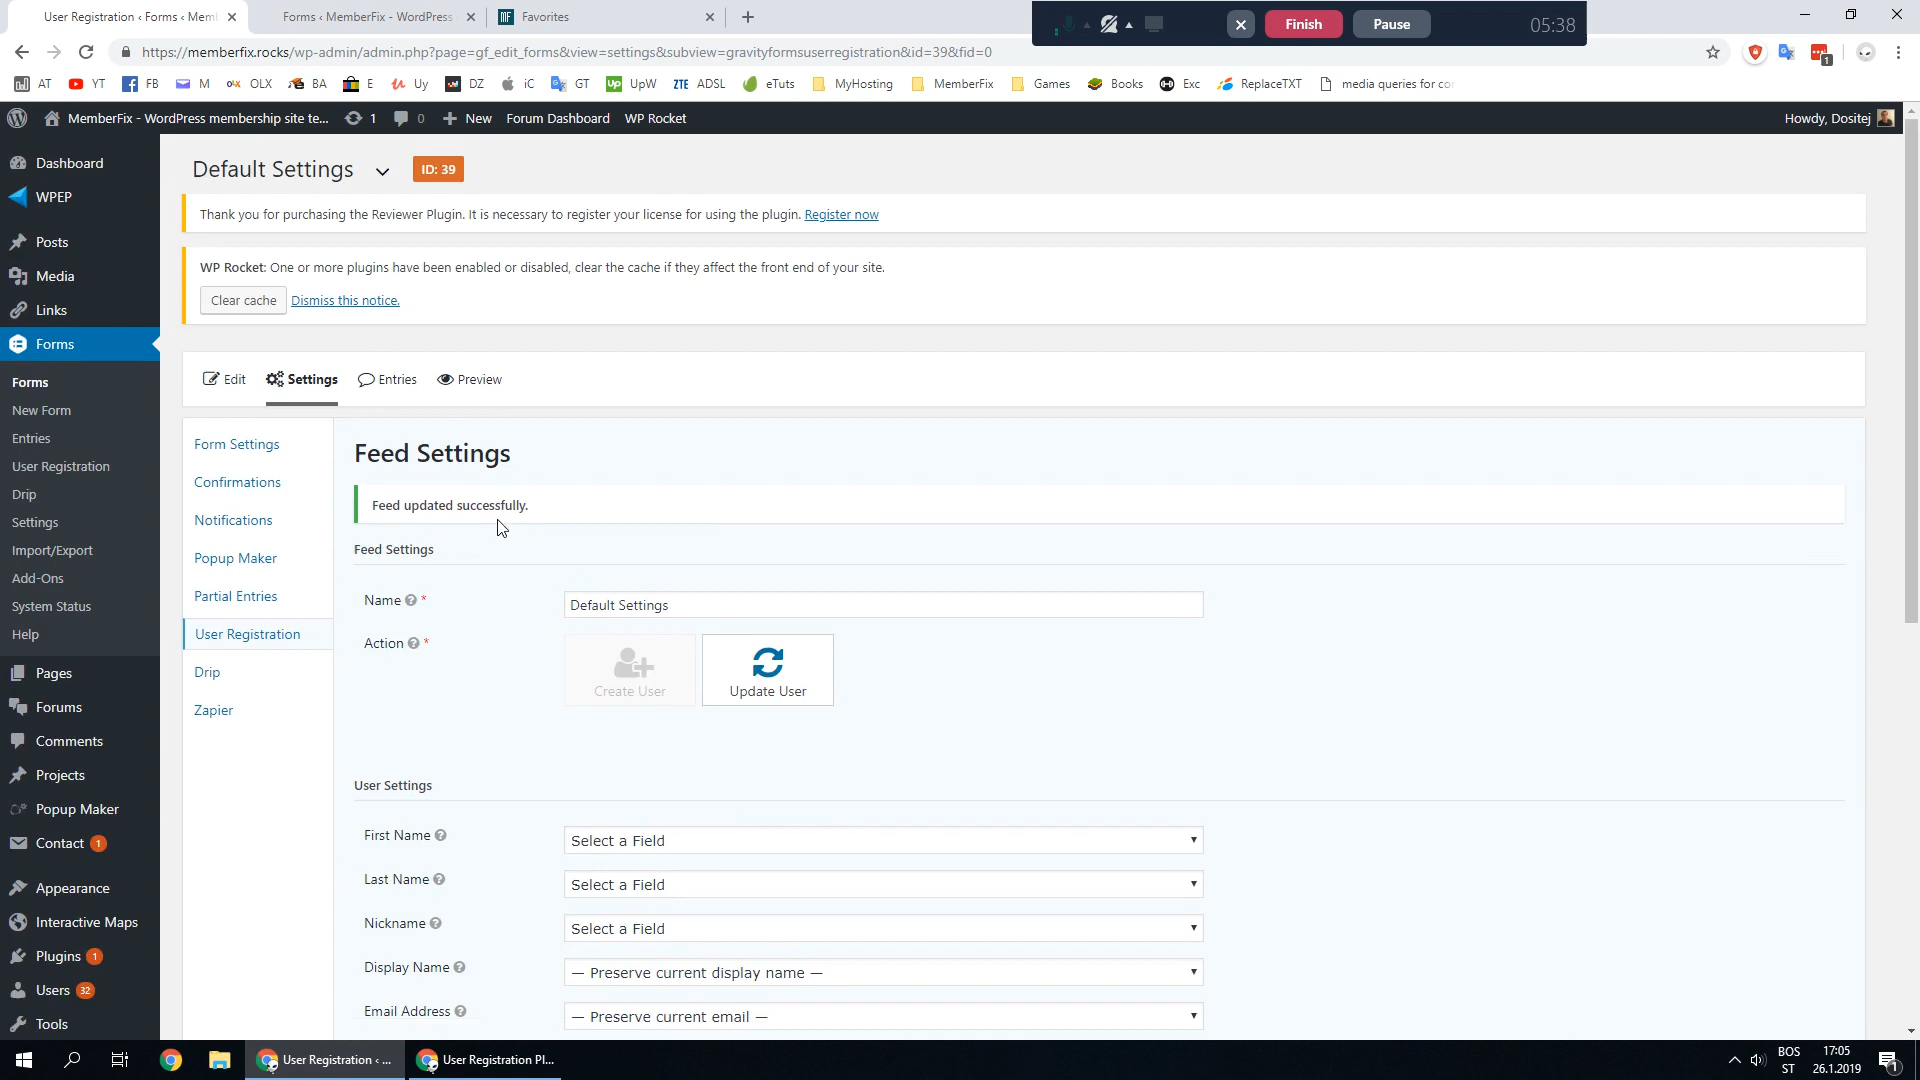 User Registration ‹ Forms ‹ Mem
Forms ‹ MemberFix - WordPress
MF Favorites
Finish
Pause
05:38
https://memberfix.rocks/wp-admin/admin.php?page=gf_edit_forms&view=settings&subview=gravityformsuserregistration&id=39&fid=0
1
AT
YT
FB
M
OLX
BA
E
Uy
DZ
iC
GT
up UpW
ZTE ADSL
eTuts
MyHosting
MemberFix
Games
Books
Exc
ReplaceTXT
media queries for co
MemberFix - WordPress membership site te...
1
0
New
Forum Dashboard
WP Rocket
Howdy, Dositej
Dashboard
WPEP
Posts
Media
Links
Forms
Forms
New Form
Entries
User Registration
Drip
Settings
Import/Export
Add-Ons
System Status
Help
Pages
Forums
Comments
Projects
Popup Maker
Contact 1
Appearance
Interactive Maps
Plugins 1
Users 32
Tools
Default Settings
ID: 39
Thank you for purchasing the Reviewer Plugin. It is necessary to register your license for using the plugin. Register now
WP Rocket: One or more plugins have been enabled or disabled, clear the cache if they affect the front end of your site.
Clear cache
Dismiss this notice.
Edit
Settings
Entries
Preview
Form Settings
Confirmations
Notifications
Popup Maker
Partial Entries
User Registration
Drip
Zapier
Feed Settings
Feed updated successfully.
Feed Settings
Name *
Default Settings
Action *
Create User
Update User
User Settings
First Name
Select a Field
Last Name
Select a Field
Nickname
Select a Field
Display Name
— Preserve current display name —
Email Address
— Preserve current email —
User Registration ‹ ...
User Registration Pl...
BOS
ST
17:05
26.1.2019
1